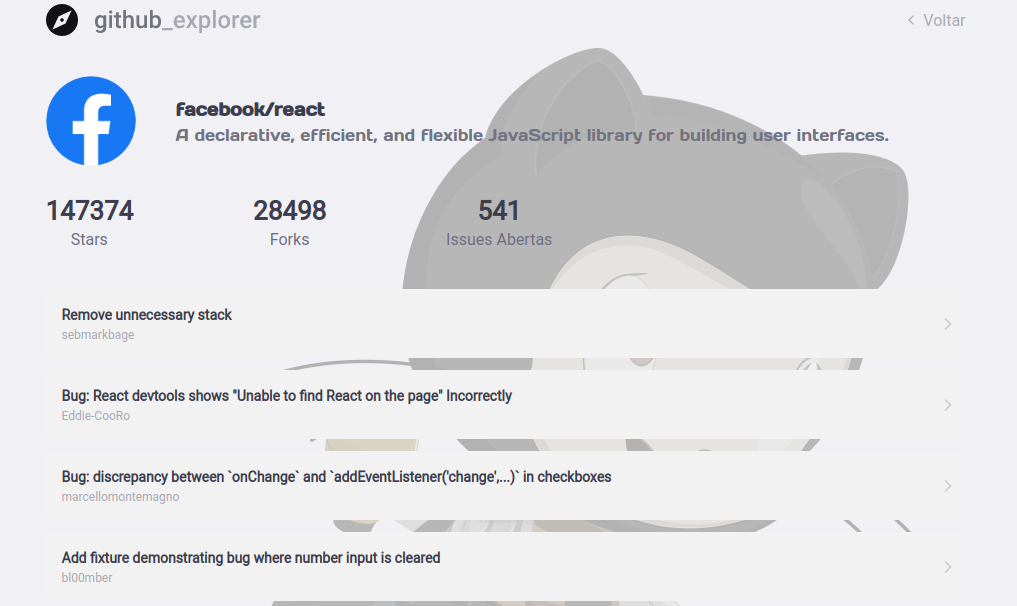 github_explorer
Voltar
facebook/react
A declarative, efficient, and flexible JavaScript library for building user interfaces.
147374
28498
541
Stars
Forks
Issues Abertas
Remove unnecessary stack
sebmarkbage
Bug: React devtools shows "Unable to find React on the page" Incorrectly
Eddie-CooRo
Bug: discrepancy between `onChange` and `addEventListener('change',...)` in checkboxes
marcellomontemagno
Add fixture demonstrating bug where number input is cleared
bl00mber